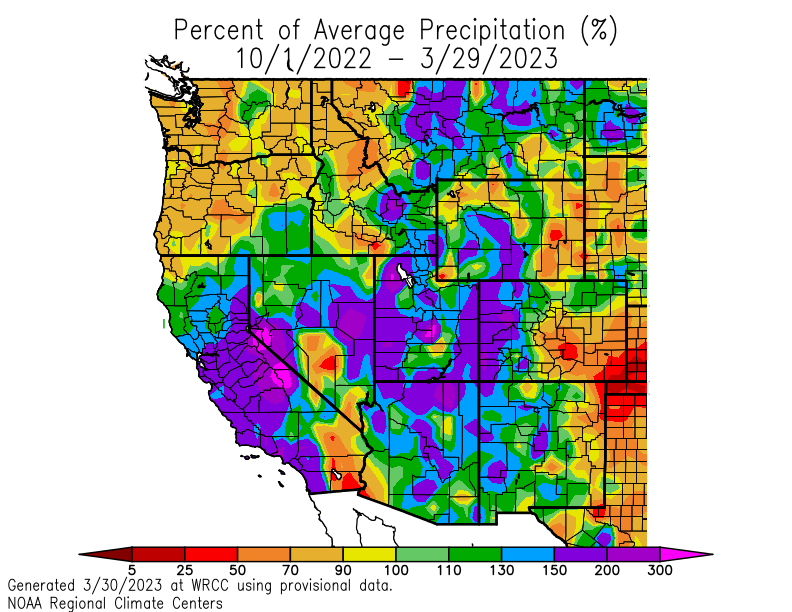 Percent of Average Precipitation (%)
10/1/2022 – 3/29/2023
5 25 50 70 90 100 110 130 150 200 300
Generated 3/30/2023 at WRCC using provisional data.
NOAA Regional Climate Centers